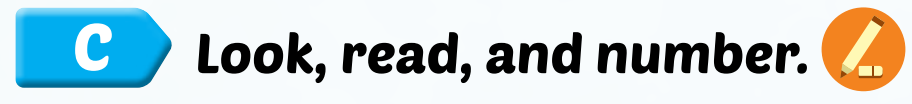 C Look, read, and number.